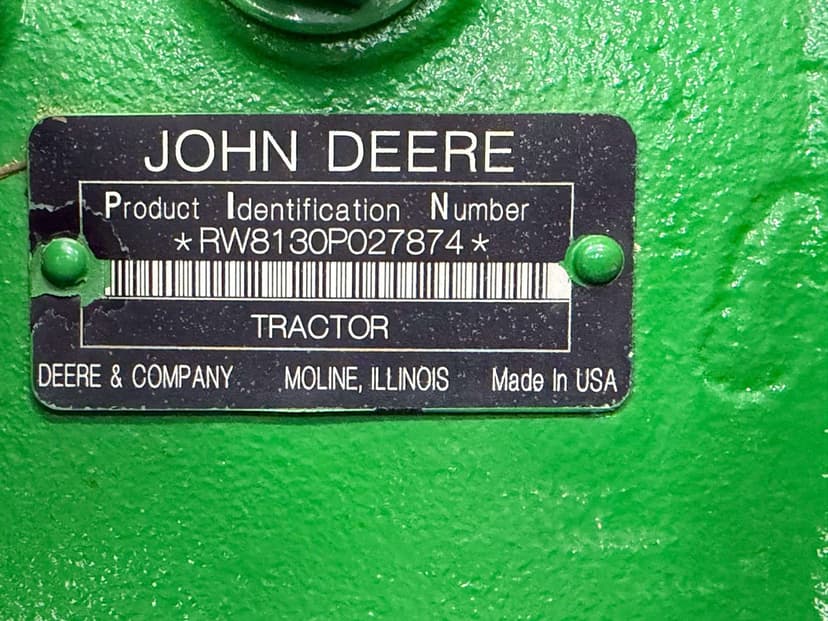 JOHN DEERE
Product Identification Number
*RW8130P027874*
TRACTOR
DEERE & COMPANY MOLINE, ILLINOIS Made In USA